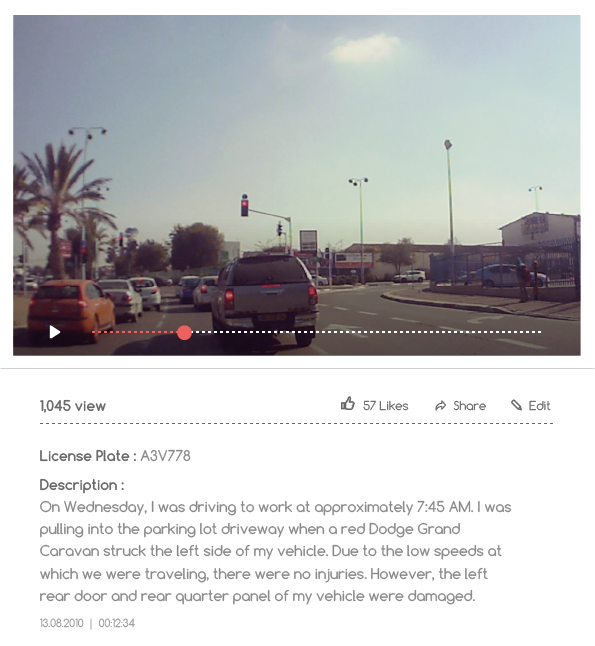 1,045 view
57 Likes
Share
Edit
License Plate : A3V778
Description :
On Wednesday, I was driving to work at approximately 7:45 AM. I was
pulling into the parking lot driveway when a red Dodge Grand
Caravan struck the left side of my vehicle. Due to the low speeds at
which we were traveling, there were no injuries. However, the left
rear door and rear quarter panel of my vehicle were damaged.
13.08.2010 | 00:12:34